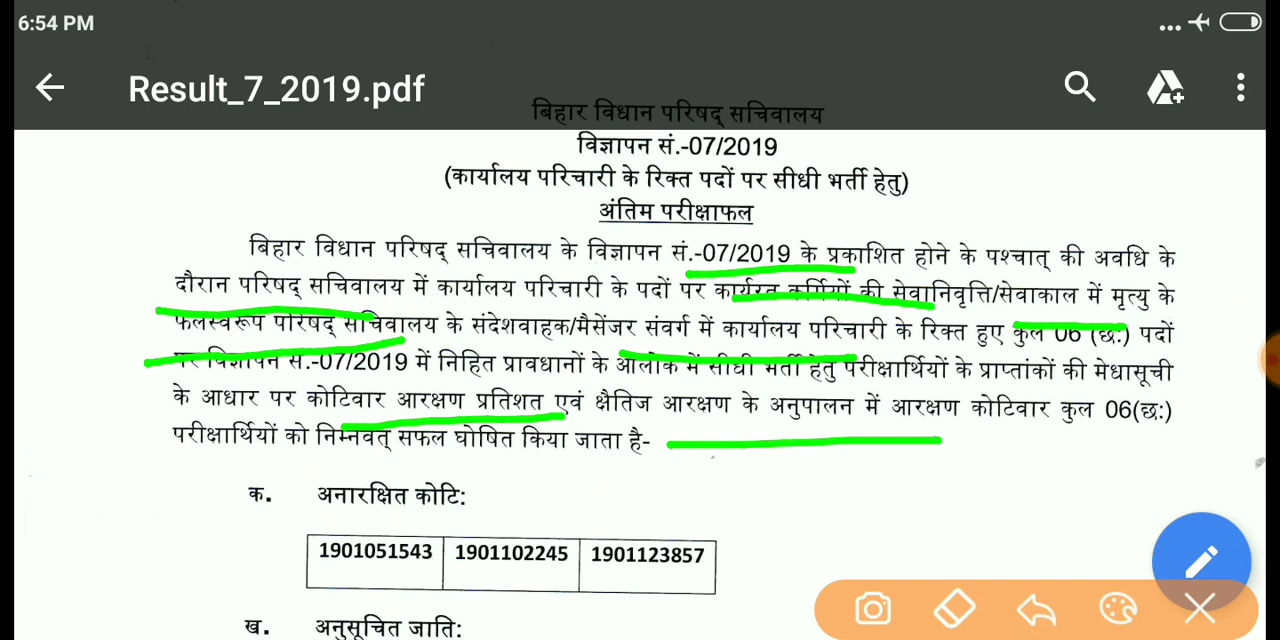 6:54 PM
Result_7_2019.pdf
बिहार विधान परिषद् सचिवालय
विज्ञापन सं.-07/2019
(कार्यालय परिचारी के रिक्त पदों पर सीधी भर्ती हेतु)
अंतिम परीक्षाफल
बिहार विधान परिषद् सचिवालय के विज्ञापन सं.-07/2019 के प्रकाशित होने के पश्चात् की अवधि के
दौरान परिषद् सचिवालय में कार्यालय परिचारी के पदों पर कार्यरत कर्मियों की सेवानिवृत्ति/सेवाकाल में मृत्यु के
फलस्वरूप परिषद् सचिवालय के संदेशवाहक/मैसेंजर संवर्ग में कार्यालय परिचारी के रिक्त हुए कुल 06 (छ:) पदों
पर विज्ञापन सं.-07/2019 में निहित प्रावधानों के आलोक में सीधी भर्ती हेतु परीक्षार्थियों के प्राप्तांकों की मेधासूची
के आधार पर कोटिवार आरक्षण प्रतिशत एवं क्षैतिज आरक्षण के अनुपालन में आरक्षण कोटिवार कुल 06(छ:)
परीक्षार्थियों को निम्नवत् सफल घोषित किया जाता है-
क. अनारक्षित कोटि:
1901051543 1901102245 1901123857
ख. अनुसूचित जाति: